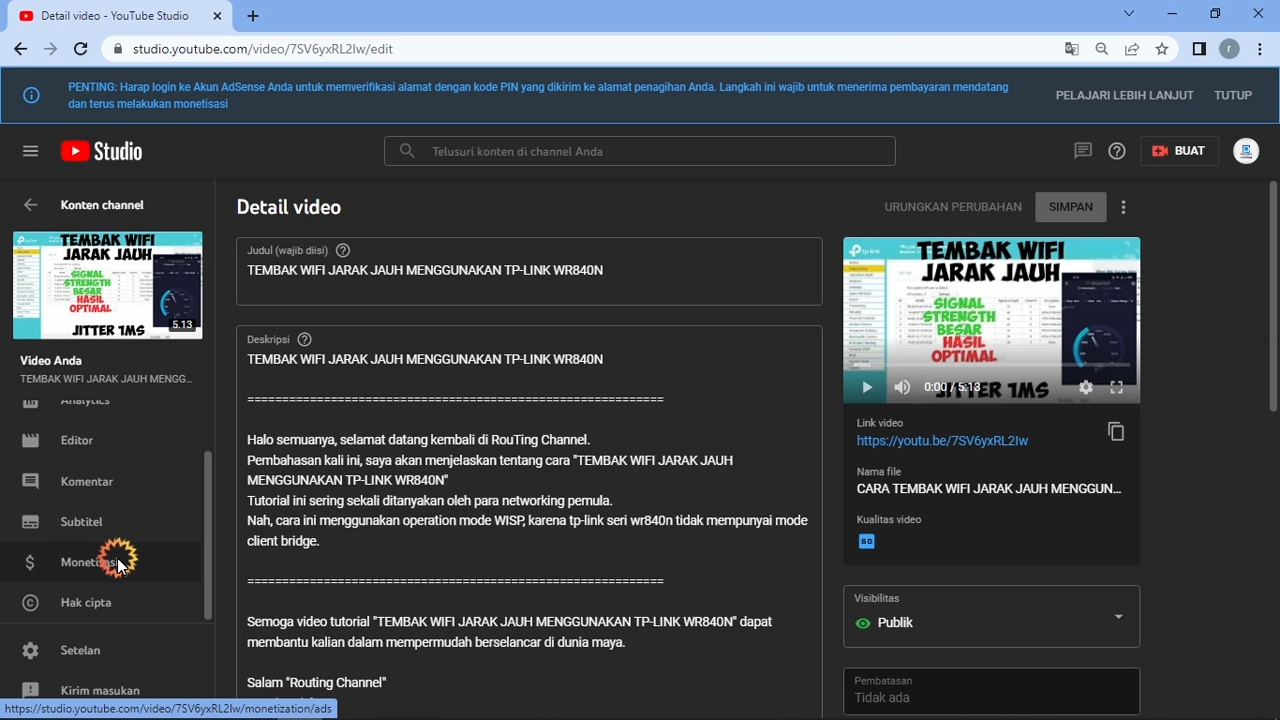 Detail video - YouTube Studio
studio.youtube.com/video/7SV6yxRL2Iw/edit
PENTING: Harap login ke Akun AdSense Anda untuk memverifikasi alamat dengan kode PIN yang dikirim ke alamat penagihan Anda. Langkah ini wajib untuk menerima pembayaran mendatang
dan terus melakukan monetisasi
PELAJARI LEBIH LANJUT
TUTUP
Studio
Telusuri konten di channel Anda
BUAT
Konten channel
TEMBAK WIFI
JARAK JAUH
SIGNAL
STRENGTH
BESAR
HASIL
OPTIMAL
JITTER 1MS
5.13
Video Anda
TEMBAK WIFI JARAK JAUH MENGG...
Analytics
Editor
Komentar
Subtitel
Monetisasi
Hak cipta
Setelan
Kirim masukan
https://studio.youtube.com/video/7SV6yxRL2Iw/monetization/ads
Detail video
URUNGKAN PERUBAHAN
SIMPAN
Judul (wajib diisi)
TEMBAK WIFI JARAK JAUH MENGGUNAKAN TP-LINK WR840N
Deskripsi
TEMBAK WIFI JARAK JAUH MENGGUNAKAN TP-LINK WR840N
===========================================================
Halo semuanya, selamat datang kembali di RouTing Channel.
Pembahasan kali ini, saya akan menjelaskan tentang cara "TEMBAK WIFI JARAK JAUH
MENGGUNAKAN TP-LINK WR840N"
Tutorial ini sering sekali ditanyakan oleh para networking pemula.
Nah, cara ini menggunakan operation mode WISP, karena tp-link seri wr840n tidak mempunyai mode
client bridge.
===========================================================
Semoga video tutorial "TEMBAK WIFI JARAK JAUH MENGGUNAKAN TP-LINK WR840N" dapat
membantu kalian dalam mempermudah berselancar di dunia maya.
Salam "Routing Channel"
tp-link
TEMBAK WIFI
JARAK JAUH
SIGNAL
STRENGTH
BESAR
HASIL
OPTIMAL
JITTER 1MS
0:00 / 5:13
Link video
https://youtu.be/7SV6yxRL2Iw
Nama file
CARA TEMBAK WIFI JARAK JAUH MENGGUN...
Kualitas video
SD
Visibilitas
Publik
Pembatasan
Tidak ada